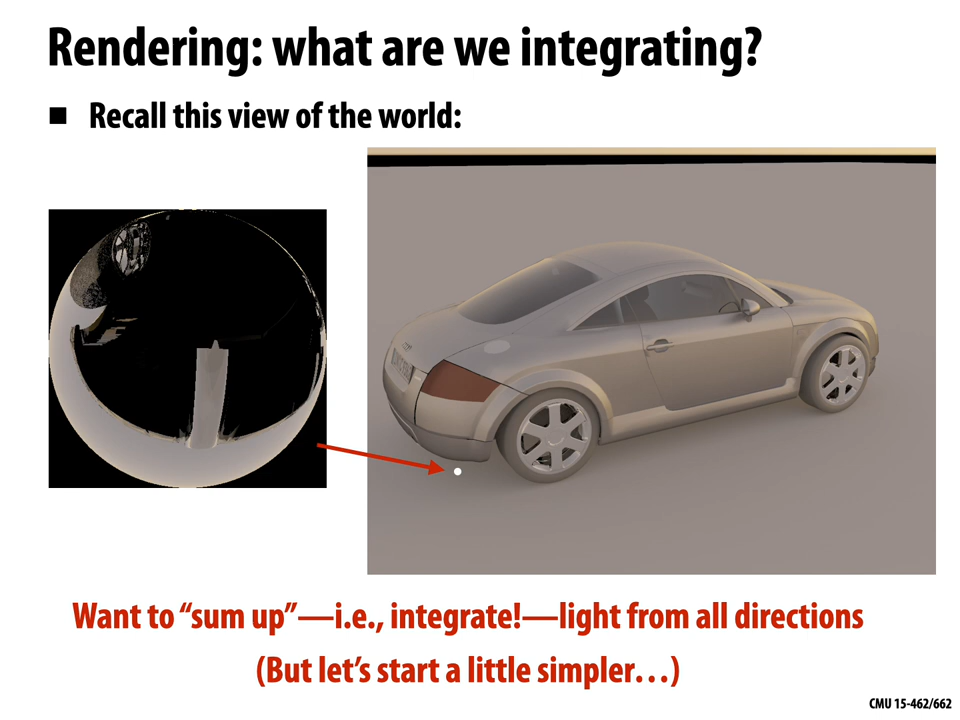 Rendering: what are we integrating?
■ Recall this view of the world:
Want to “sum up”—i.e., integrate!—light from all directions
(But let’s start a little simpler…)
CMU 15-462/662